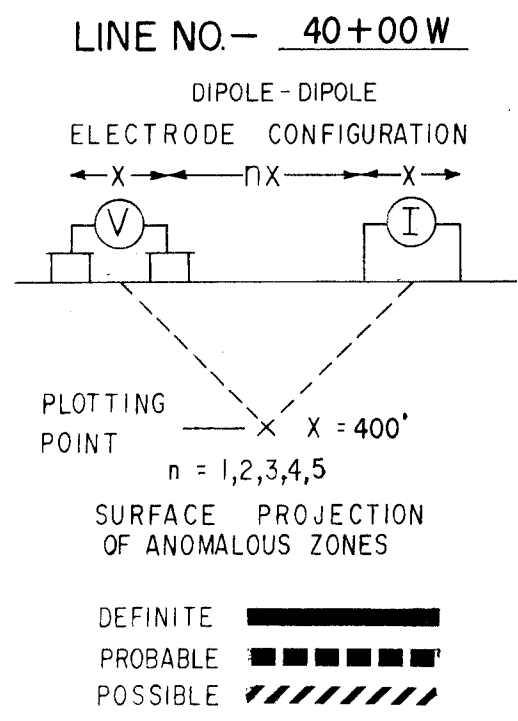 LINE NO.- 40+00 W
DIPOLE-DIPOLE
ELECTRODE CONFIGURATION
X nX X
V I
PLOTTING
POINT X X = 400'
n = 1,2,3,4,5
SURFACE PROJECTION
OF ANOMALOUS ZONES
DEFINITE
PROBABLE
POSSIBLE